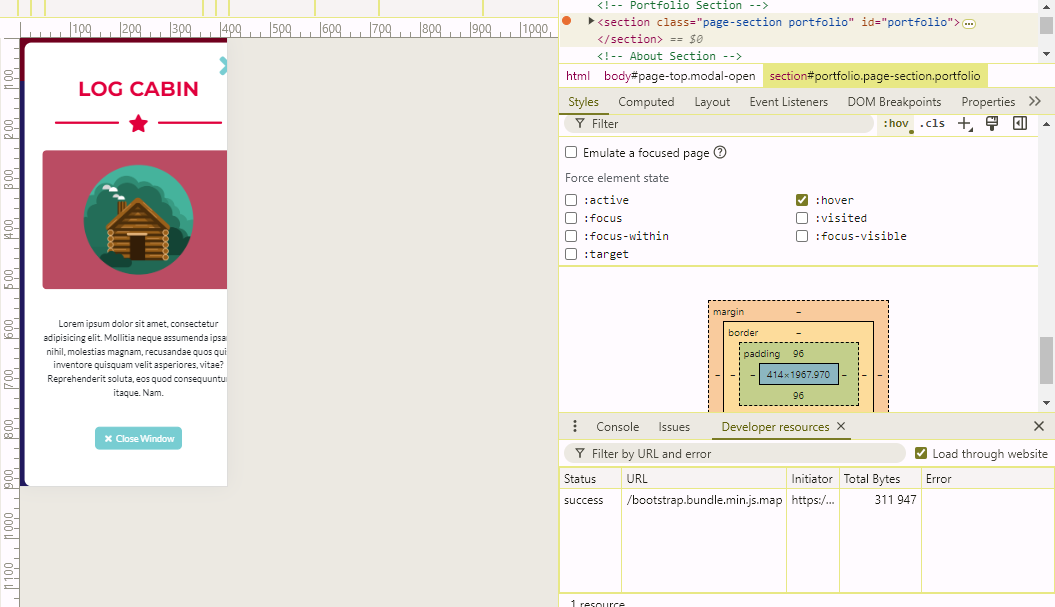 100 200 300 400 500 600 700 800 900 1000
100
200
300
400
500
600
700
800
900
1000
1100
LOG CABIN
Lorem ipsum dolor sit amet, consectetur
adipisicing elit. Mollitia neque assumenda ipsa
nihil, molestias magnam, recusandae quos qui
inventore quisquam velit asperiores, vitae?
Reprehenderit soluta, eos quod consequuntu
itaque. Nam.
Close Window
<!-- Portfolio Section -->
<section class="page-section portfolio" id="portfolio">
</section> == $0
<!-- About Section -->
html body#page-top.modal-open section#portfolio.page-section.portfolio
Styles Computed Layout Event Listeners DOM Breakpoints Properties
Filter :hov .cls
Emulate a focused page ?
Force element state
:active :hover
:focus :visited
:focus-within :focus-visible
:target
margin –
border –
padding 96
– – – 414×1967.970 – – –
96
Console Issues Developer resources
Filter by URL and error Load through website
Status URL Initiator Total Bytes Error
success /bootstrap.bundle.min.js.map https:/... 311 947
1 resource